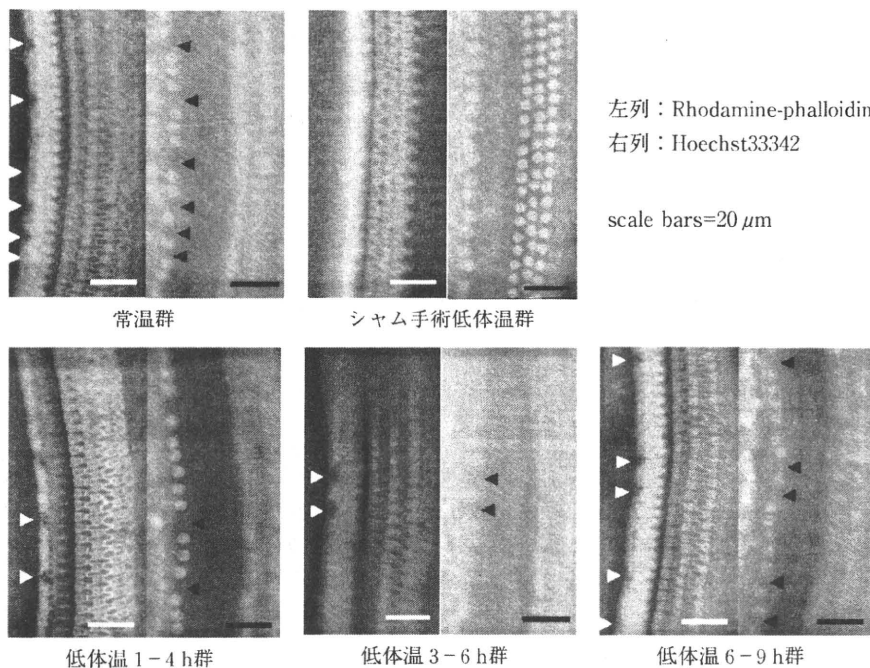 左列：Rhodamine-phalloidin
右列：Hoechst33342
scale bars=20 μm
常温群
シャム手術低体温群
低体温 1－4 h群
低体温 3－6 h群
低体温 6－9 h群